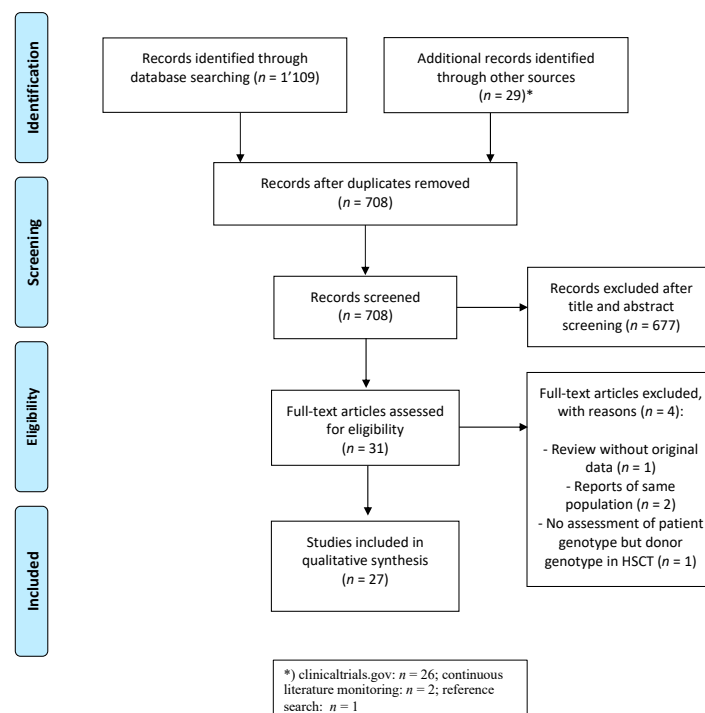 Identification
Records identified through
database searching (n = 1'109)
Additional records identified
through other sources
(n = 29)*
Records after duplicates removed
(n = 708)
Screening
Records screened
(n = 708)
Records excluded after
title and abstract
screening (n = 677)
Eligibility
Full-text articles assessed
for eligibility
(n = 31)
Full-text articles excluded,
with reasons (n = 4):
- Review without original
data (n = 1)
- Reports of same
population (n = 2)
- No assessment of patient
genotype but donor
genotype in HSCT (n = 1)
Included
Studies included in
qualitative synthesis
(n = 27)
*) clinicaltrials.gov: n = 26; continuous
literature monitoring: n = 2; reference
search: n = 1